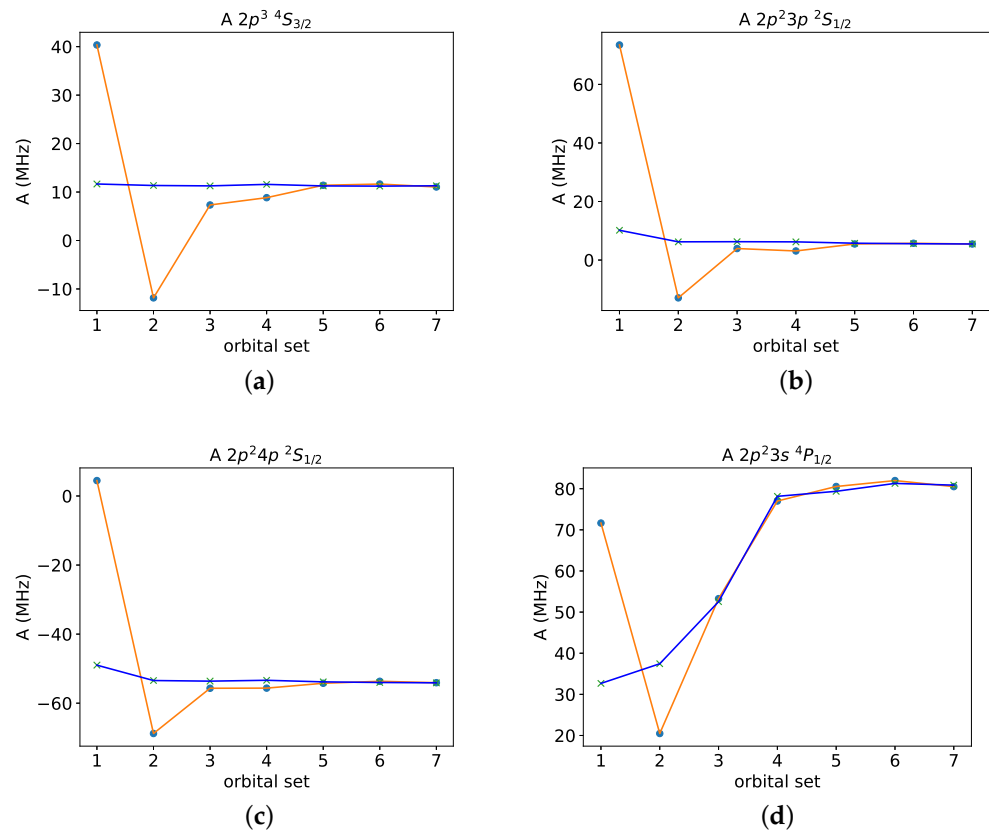 A 2p³ ⁴S₃/₂
A (MHz)
40
30
20
10
0
−10
1 2 3 4 5 6 7
orbital set
(a)
A 2p²3p ²S₁/₂
A (MHz)
60
40
20
0
1 2 3 4 5 6 7
orbital set
(b)
A 2p²4p ²S₁/₂
A (MHz)
0
−20
−40
−60
1 2 3 4 5 6 7
orbital set
(c)
A 2p²3s ⁴P₁/₂
A (MHz)
80
70
60
50
40
30
20
1 2 3 4 5 6 7
orbital set
(d)